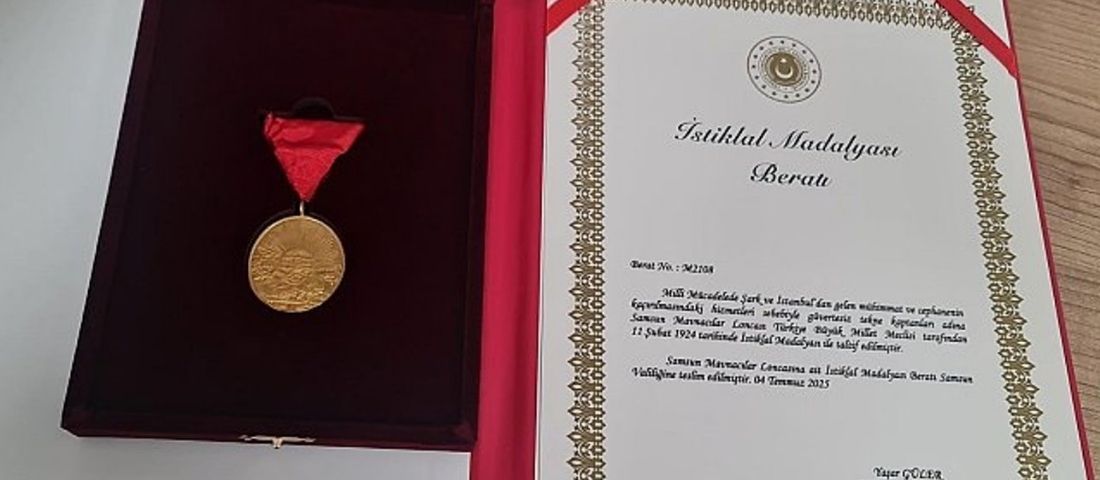 İstiklal Madalyası
Beratı
Berat No. : M2108
Milli Mücadelede Şark ve İstanbul'dan gelen mühimmat ve cephanenin
kaçırılmasındaki hizmetleri sebebiyle güvertesiz tekne kaptanları adına
Samsun Mavnacılar Loncası Türkiye Büyük Millet Meclisi tarafından
11 Şubat 1924 tarihinde İstiklal Madalyası ile taltif edilmiştir.
Samsun Mavnacılar Loncasına ait İstiklal Madalyası Beratı Samsun
Valiliğine teslim edilmiştir. 04 Temmuz 2025
Yaşar GÜLER